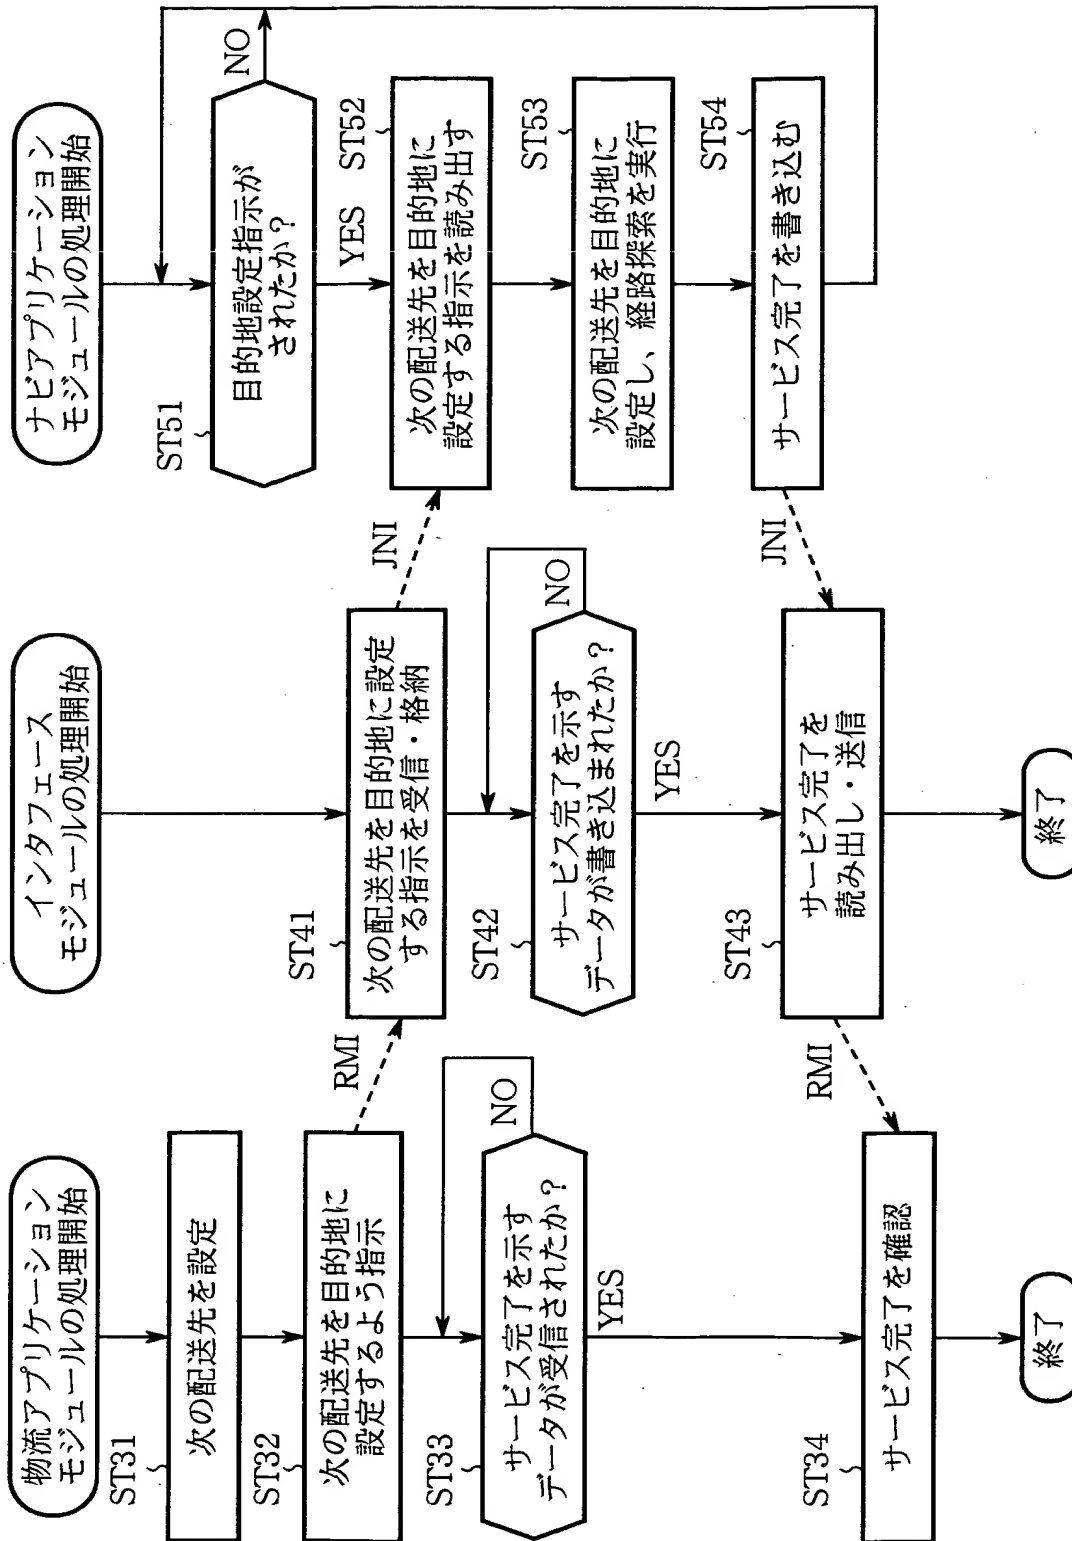 物流アプリケーション
モジュールの処理開始
ST31
次の配送先を設定
ST32
次の配送先を目的地に
設定するよう指示
RMI
ST33
サービス完了を示す
データが受信されたか？
NO
YES
ST34
サービス完了を確認
終了
インタフェース
モジュールの処理開始
ST41
次の配送先を目的地に設定
する指示を受信・格納
JNI
ST42
サービス完了を示す
データが書き込まれたか？
NO
YES
ST43
サービス完了を
読み出し・送信
RMI
終了
ナビアプリケーション
モジュールの処理開始
ST51
目的地設定指示が
されたか？
NO
YES
ST52
次の配送先を目的地に
設定する指示を読み出す
ST53
次の配送先を目的地に
設定し、経路探索を実行
ST54
サービス完了を書き込む
JNI